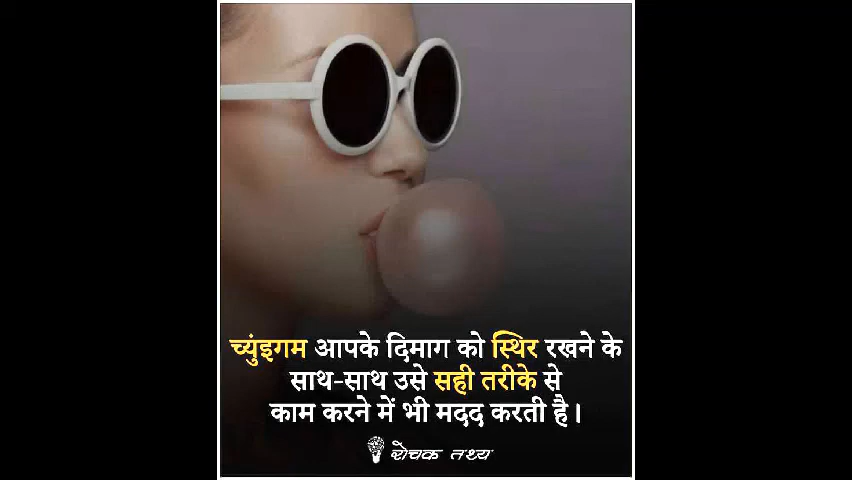 च्युंइगम आपके दिमाग को स्थिर रखने के
साथ-साथ उसे सही तरीके से
काम करने में भी मदद करती है।
रोचक तथ्य